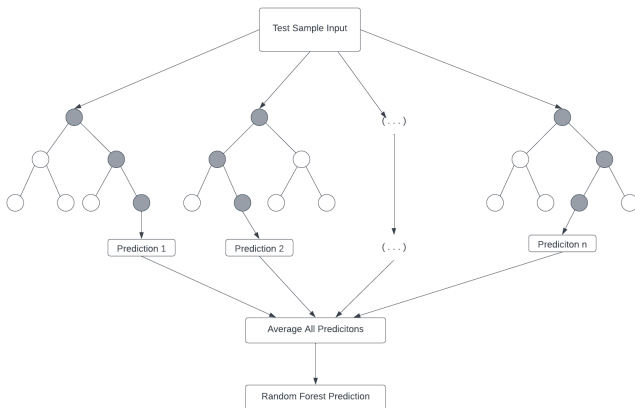 Test Sample Input
(...)
Prediction 1
Prediction 2
(...)
Prediciton n
Average All Predicitons
Random Forest Prediction